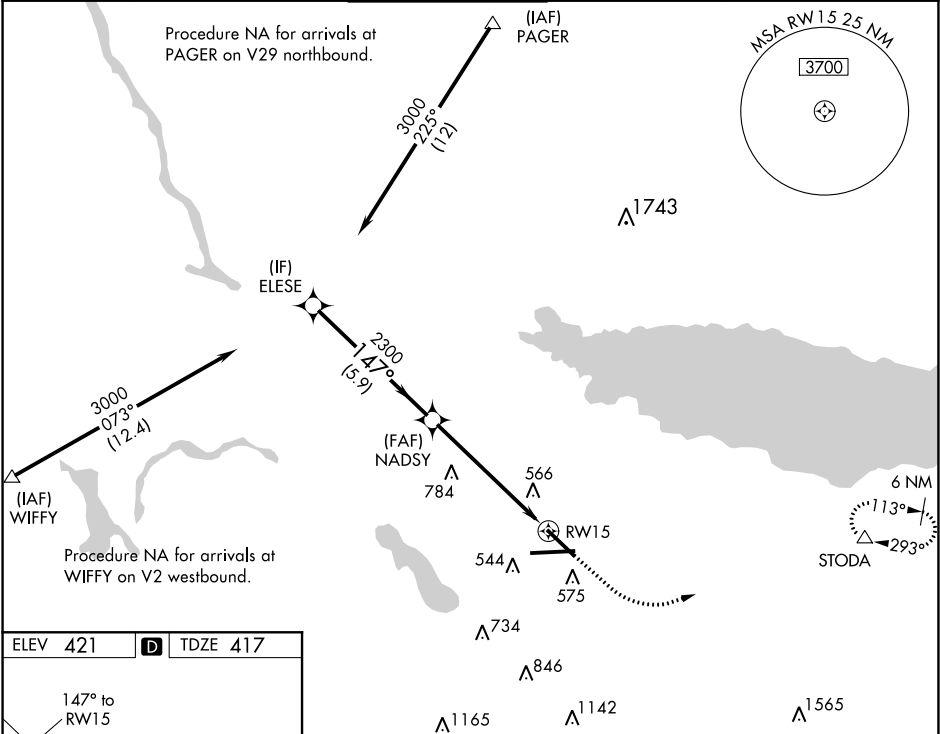 Procedure NA for arrivals at
PAGER on V29 northbound.
(IAF)
PAGER
MSA RW15 25 NM
3700
3000
225°
(12)
1743
(IF)
ELESE
2300
147°
(5.9)
3000
073°
(12.4)
(IAF)
WIFFY
(FAF)
NADSY
784
566
RW15
6 NM
113°
293°
STODA
Procedure NA for arrivals at
WIFFY on V2 westbound.
544
575
734
846
1165
1142
1565
ELEV 421 D TDZE 417
147° to
RW15